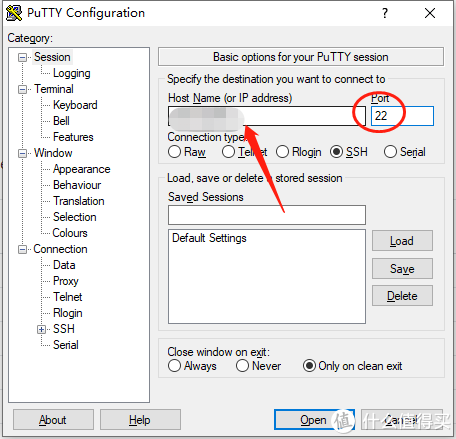 PuTTY Configuration
Category:
Session
Logging
Terminal
Keyboard
Bell
Features
Window
Appearance
Behaviour
Translation
Selection
Colours
Connection
Data
Proxy
Telnet
Rlogin
SSH
Serial
Basic options for your PuTTY session
Specify the destination you want to connect to
Host Name (or IP address)
Port
22
Connection type:
Raw
Telnet
Rlogin
SSH
Serial
Load, save or delete a stored session
Saved Sessions
Default Settings
Load
Save
Delete
Close window on exit:
Always
Never
Only on clean exit
About
Help
Open
Cancel
什么值得买